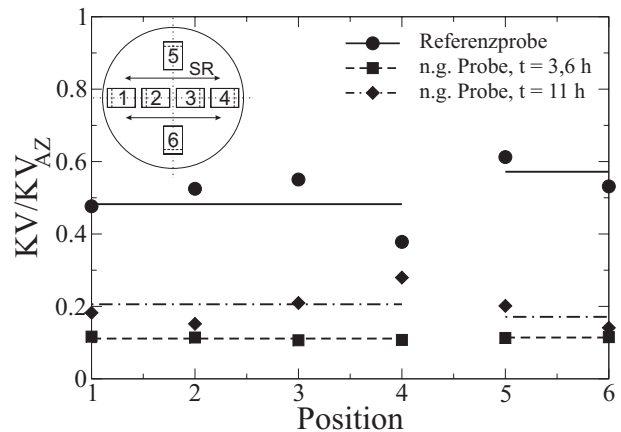 1
0.8
0.6
0.4
0.2
0
KV/KV_AZ
5
SR
1 2 3 4
6
Referenzprobe
n.g. Probe, t = 3,6 h
n.g. Probe, t = 11 h
1 2 3 4 5 6
Position